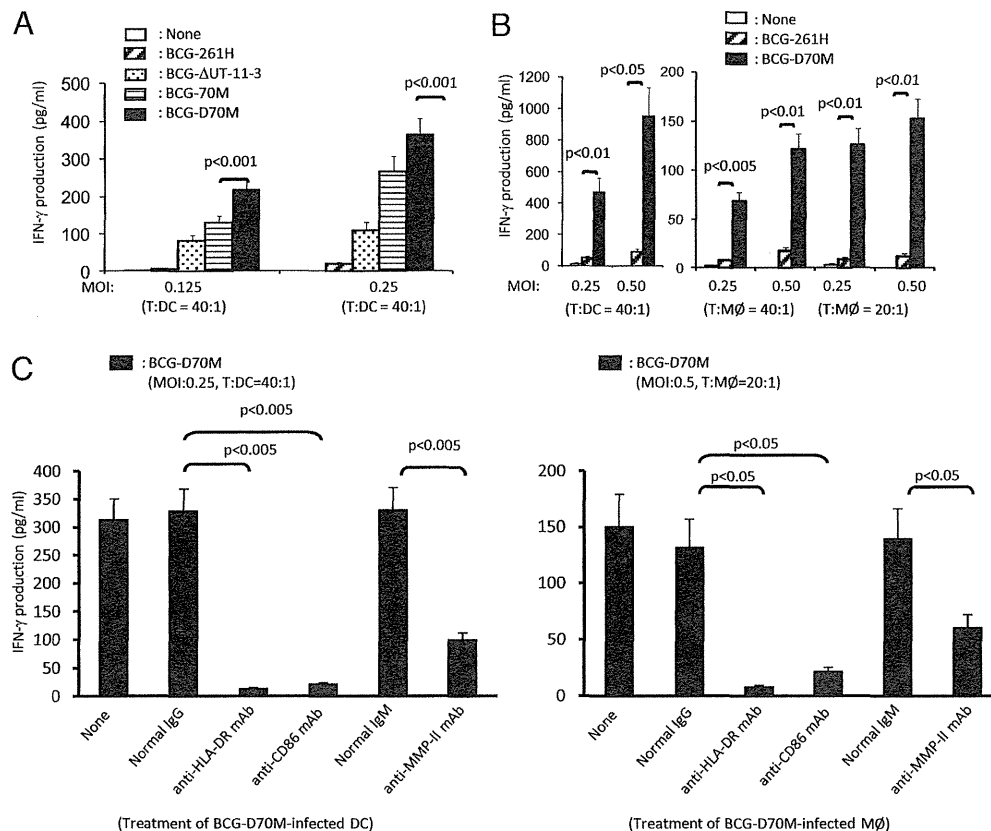 A
: None
: BCG-261H
: BCG-ΔUT-11-3
: BCG-70M
: BCG-D70M
IFN-γ production (pg/ml)
500
400
300
200
100
0
p<0.001
p<0.001
MOI:
0.125
0.25
(T:DC = 40:1)
(T:DC = 40:1)
B
: None
: BCG-261H
: BCG-D70M
IFN-γ production (pg/ml)
1200
1000
800
600
400
200
0
p<0.01
p<0.05
200
150
100
50
0
p<0.005
p<0.01
p<0.01
p<0.01
MOI:
0.25
0.50
0.25
0.50
0.25
0.50
(T:DC = 40:1)
(T:MØ = 40:1)
(T:MØ = 20:1)
C
: BCG-D70M
(MOI:0.25, T:DC=40:1)
p<0.005
p<0.005
p<0.005
IFN-γ production (pg/ml)
400
350
300
250
200
150
100
50
0
None
Normal IgG
anti-HLA-DR mAb
anti-CD86 mAb
Normal IgM
anti-MMP-II mAb
(Treatment of BCG-D70M-infected DC)
: BCG-D70M
(MOI:0.5, T:MØ=20:1)
p<0.05
p<0.05
p<0.05
200
150
100
50
0
None
Normal IgG
anti-HLA-DR mAb
anti-CD86 mAb
Normal IgM
anti-MMP-II mAb
(Treatment of BCG-D70M-infected MØ)